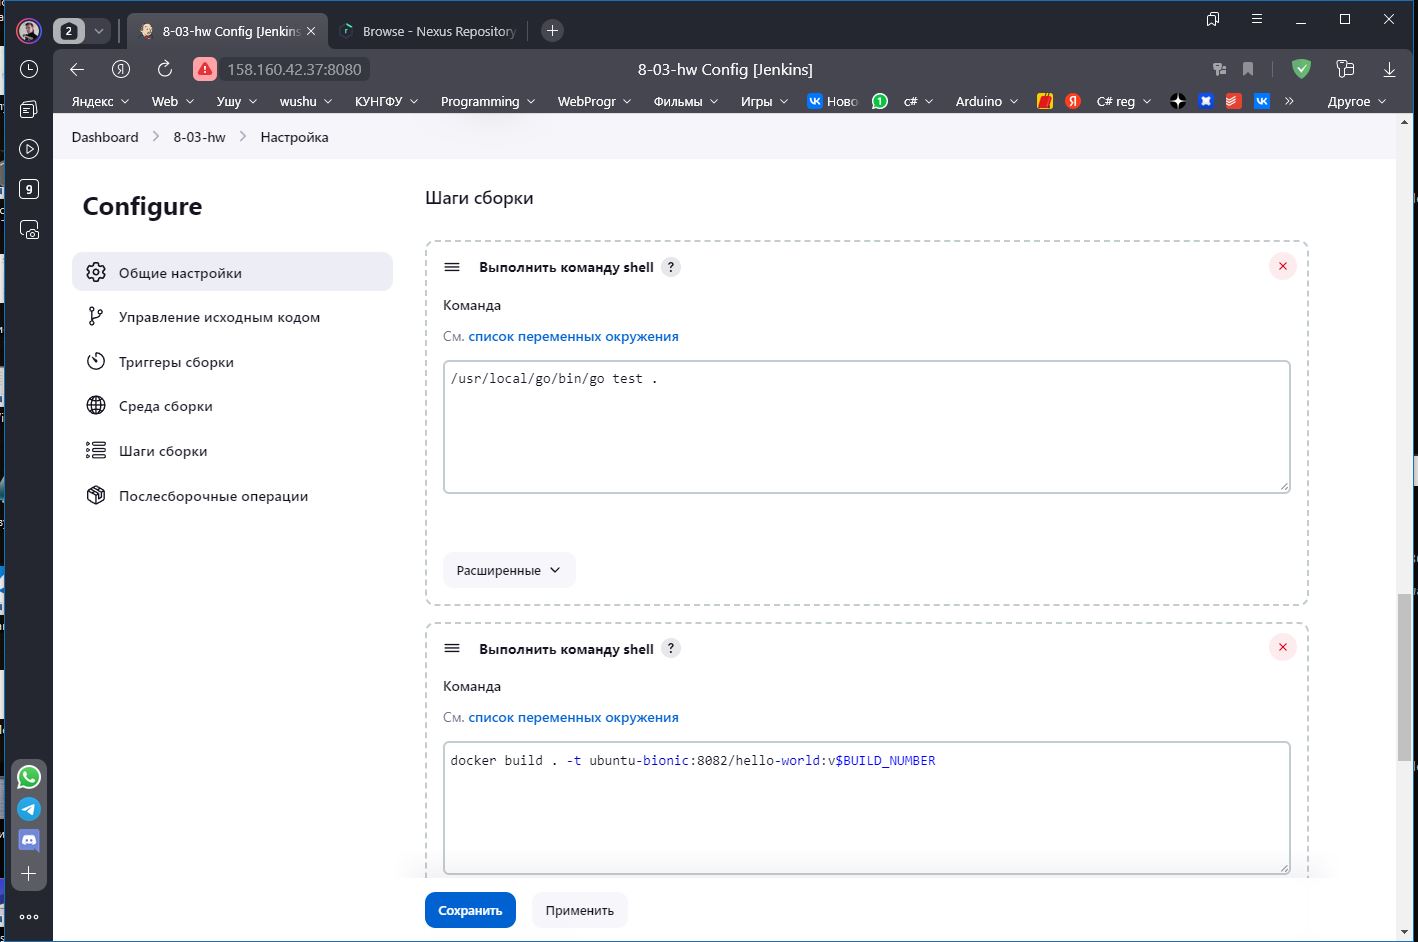 2
8-03-hw Config [Jenkins
Browse - Nexus Repository
158.160.42.37:8080
8-03-hw Config [Jenkins]
Яндекс
Web
Ушу
wushu
КУНГФУ
Programming
WebProgr
Фильмы
Игры
Ново
1
c#
Arduino
Я
C# reg
»
Другое
Dashboard
8-03-hw
Настройка
9
Configure
Общие настройки
Управление исходным кодом
Триггеры сборки
Среда сборки
Шаги сборки
Послесборочные операции
Шаги сборки
Выполнить команду shell ?
Команда
См. список переменных окружения
/usr/local/go/bin/go test .
Расширенные
Выполнить команду shell ?
Команда
См. список переменных окружения
docker build . -t ubuntu-bionic:8082/hello-world:v$BUILD_NUMBER
Сохранить
Применить